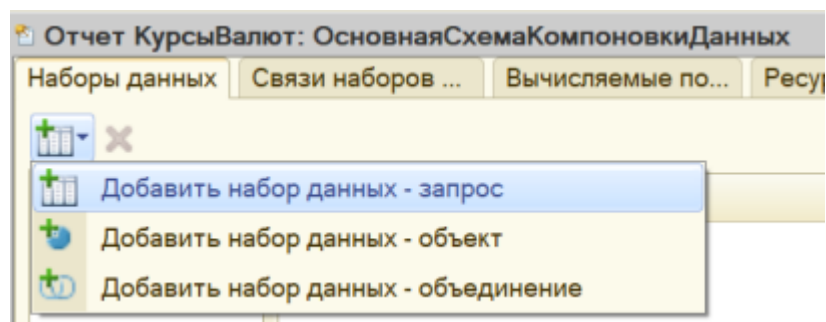 Отчет КурсыВалют: ОсновнаяСхемаКомпоновкиДанных
Наборы данных Связи наборов ... Вычисляемые по... Ресур
Добавить набор данных - запрос
Добавить набор данных - объект
Добавить набор данных - объединение